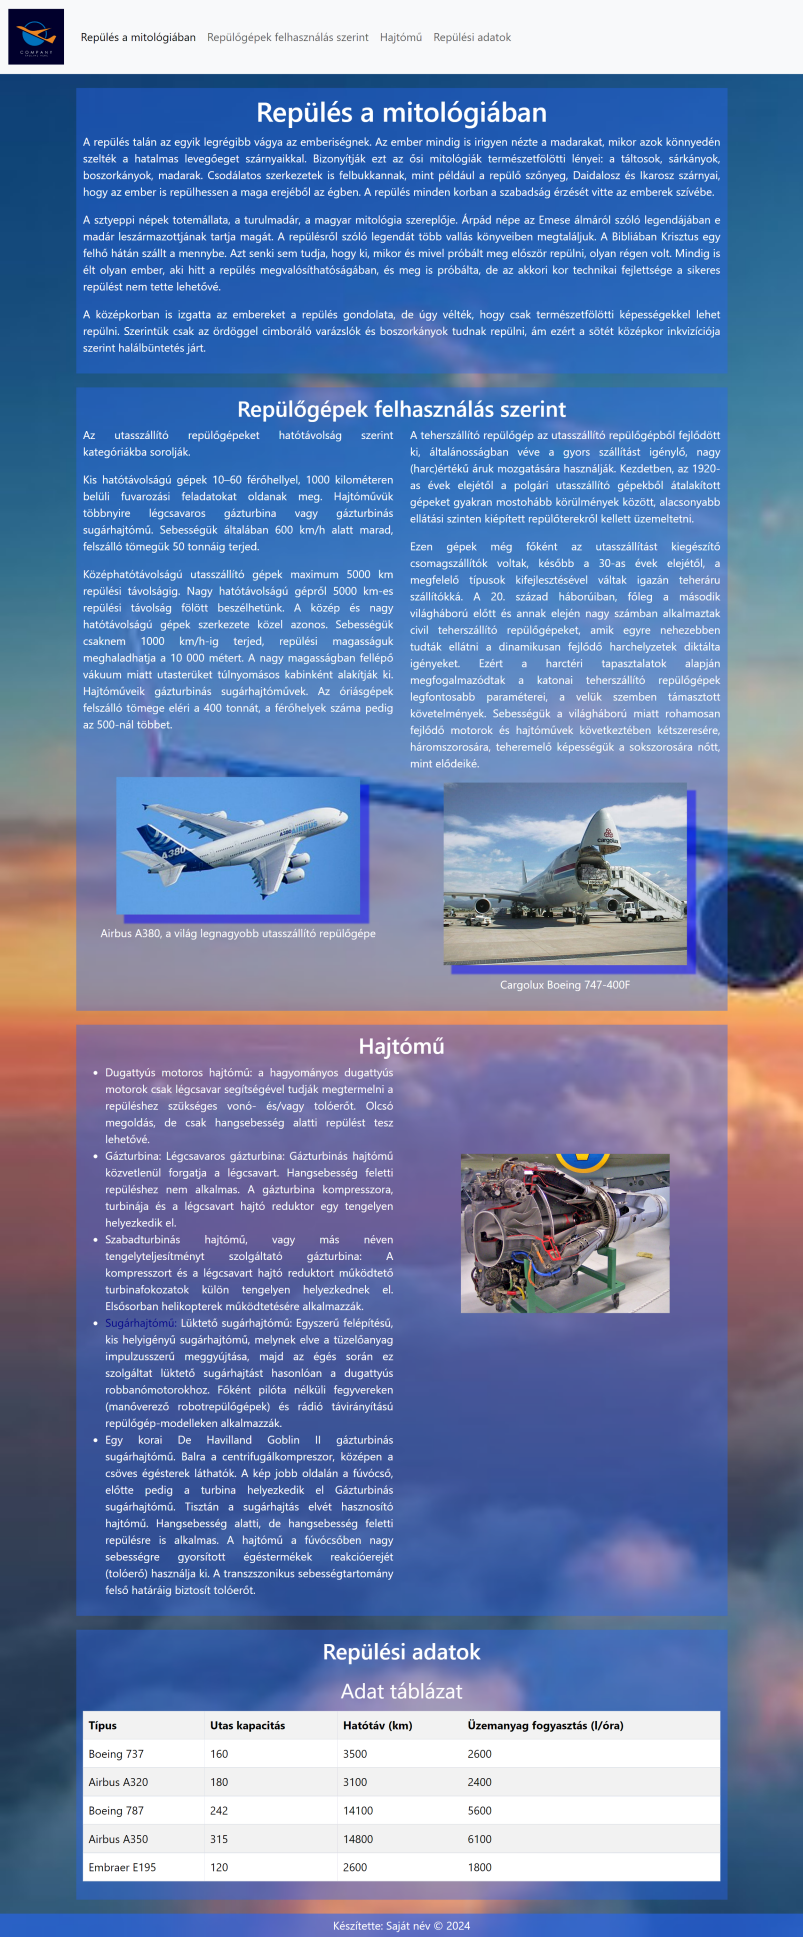 COMPANY
Repülés a mitológiában Repülőgépek felhasználás szerint Hajtómű Repülési adatok
Repülés a mitológiában
A repülés talán az egyik legrégibb vágya az emberiségnek. Az ember mindig is irigyen nézte a madarakat, mikor azok könnyedén
szelték a hatalmas levegőeget szárnyaikkal. Bizonyítják ezt az ősi mitológiák természetfölötti lényei: a táltosok, sárkányok,
boszorkányok, madarak. Csodálatos szerkezetek is felbukkannak, mint például a repülő szőnyeg, Daidalosz és Ikarosz szárnyai,
hogy az ember is repülhessen a maga erejéből az égben. A repülés minden korban a szabadság érzését vitte az emberek szívébe.
A sztyeppi népek totemállata, a turulmadár, a magyar mitológia szereplője. Árpád népe az Emese álmáról szóló legendájában e
madár leszármazottjának tartja magát. A repülésről szóló legendát több vallás könyveiben megtaláljuk. A Bibliában Krisztus egy
felhő hátán szállt a mennybe. Azt senki sem tudja, hogy ki, mikor és mivel próbált meg először repülni, olyan régen volt. Mindig is
élt olyan ember, aki hitt a repülés megvalósíthatóságában, és meg is próbálta, de az akkori kor technikai fejlettsége a sikeres
repülést nem tette lehetővé.
A középkorban is izgatta az embereket a repülés gondolata, de úgy vélték, hogy csak természetfölötti képességekkel lehet
repülni. Szerintük csak az ördöggel cimboráló varázslók és boszorkányok tudnak repülni, ám ezért a sötét középkor inkvizíciója
szerint halálbüntetés járt.
Repülőgépek felhasználás szerint
Az utasszállító repülőgépeket hatótávolság szerint
kategóriákba sorolják.
Kis hatótávolságú gépek 10–60 férőhellyel, 1000 kilométeren
belüli fuvarozási feladatokat oldanak meg. Hajtóművük
többnyire légcsavaros gázturbina vagy gázturbinás
sugárhajtómű. Sebességük általában 600 km/h alatt marad,
felszálló tömegük 50 tonnáig terjed.
Középhatótávolságú utasszállító gépek maximum 5000 km
repülési távolságig. Nagy hatótávolságú gépről 5000 km-es
repülési távolság fölött beszélhetünk. A közép és nagy
hatótávolságú gépek szerkezete közel azonos. Sebességük
csaknem 1000 km/h-ig terjed, repülési magasságuk
meghaladhatja a 10 000 métert. A nagy magasságban fellépő
vákuum miatt utasterüket túlnyomásos kabinként alakítják ki.
Hajtóműveik gázturbinás sugárhajtóművek. Az óriásgépek
felszálló tömege eléri a 400 tonnát, a férőhelyek száma pedig
az 500-nál többet.
A380 AIRBUS
A380
Airbus A380, a világ legnagyobb utasszállító repülőgépe
A teherszállító repülőgép az utasszállító repülőgépből fejlődött
ki, általánosságban véve a gyors szállítást igénylő, nagy
(harc)értékű áruk mozgatására használják. Kezdetben, az 1920-
as évek elejétől a polgári utasszállító gépekből átalakított
gépeket gyakran mostohább körülmények között, alacsonyabb
ellátási szinten kiépített repülőterekről kellett üzemeltetni.
Ezen gépek még főként az utasszállítást kiegészítő
csomagszállítók voltak, később a 30-as évek elejétől, a
megfelelő típusok kifejlesztésével váltak igazán teheráru
szállítókká. A 20. század háborúiban, főleg a második
világháború előtt és annak elején nagy számban alkalmaztak
civil teherszállító repülőgépeket, amik egyre nehezebben
tudták ellátni a dinamikusan fejlődő harchelyzetek diktálta
igényeket. Ezért a harctéri tapasztalatok alapján
megfogalmazódtak a katonai teherszállító repülőgépek
legfontosabb paraméterei, a velük szemben támasztott
követelmények. Sebességük a világháború miatt rohamosan
fejlődő motorok és hajtóművek következtében kétszeresére,
háromszorosára, teheremelő képességük a sokszorosára nőtt,
mint elődeiké.
cargolux
Cargolux Boeing 747-400F
Hajtómű
Dugattyús motoros hajtómű: a hagyományos dugattyús
motorok csak légcsavar segítségével tudják megtermelni a
repüléshez szükséges vonó- és/vagy tolóerőt. Olcsó
megoldás, de csak hangsebesség alatti repülést tesz
lehetővé.
Gázturbina: Légcsavaros gázturbina: Gázturbinás hajtómű
közvetlenül forgatja a légcsavart. Hangsebesség feletti
repüléshez nem alkalmas. A gázturbina kompresszora,
turbinája és a légcsavart hajtó reduktor egy tengelyen
helyezkedik el.
Szabadturbinás hajtómű, vagy más néven
tengelyteljesítményt szolgáltató gázturbina: A
kompresszort és a légcsavart hajtó reduktort működtető
turbinafokozatok külön tengelyen helyezkednek el.
Elsősorban helikopterek működtetésére alkalmazzák.
Sugárhajtómű: Lüktető sugárhajtómű: Egyszerű felépítésű,
kis helyigényű sugárhajtómű, melynek elve a tüzelőanyag
impulzusszerű meggyújtása, majd az égés során ez
szolgáltat lüktető sugárhajtást hasonlóan a dugattyús
robbanómotorokhoz. Főként pilóta nélküli fegyvereken
(manőverező robotrepülőgépek) és rádió távirányítású
repülőgép-modelleken alkalmazzák.
Egy korai De Havilland Goblin II gázturbinás
sugárhajtómű. Balra a centrifugálkompreszor, középen a
csöves égésterek láthatók. A kép jobb oldalán a fúvócső,
előtte pedig a turbina helyezkedik el Gázturbinás
sugárhajtómű. Tisztán a sugárhajtás elvét hasznosító
hajtómű. Hangsebesség alatti, de hangsebesség feletti
repülésre is alkalmas. A hajtómű a fúvócsőben nagy
sebességre gyorsított égéstermékek reakcióerejét
(tolóerő) használja ki. A transzszonikus sebességtartomány
felső határáig biztosít tolóerőt.
Repülési adatok
Adat táblázat
Típus Utas kapacitás Hatótáv (km) Üzemanyag fogyasztás (l/óra)
Boeing 737 160 3500 2600
Airbus A320 180 3100 2400
Boeing 787 242 14100 5600
Airbus A350 315 14800 6100
Embraer E195 120 2600 1800
Készítette: Saját név © 2024